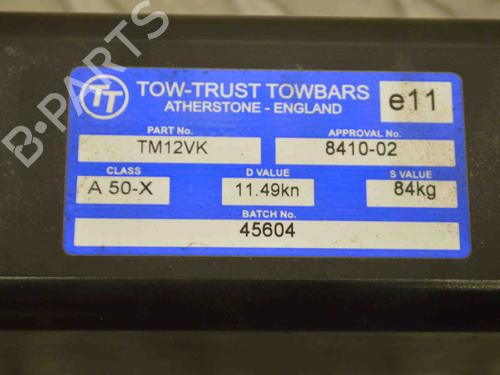 B-PARTS
TT
TOW-TRUST TOWBARS
ATHERSTONE - ENGLAND
e11
PART No.
APPROVAL No.
TM12VK
8410-02
CLASS
D VALUE
S VALUE
A 50-X
11.49kn
84kg
BATCH No.
45604